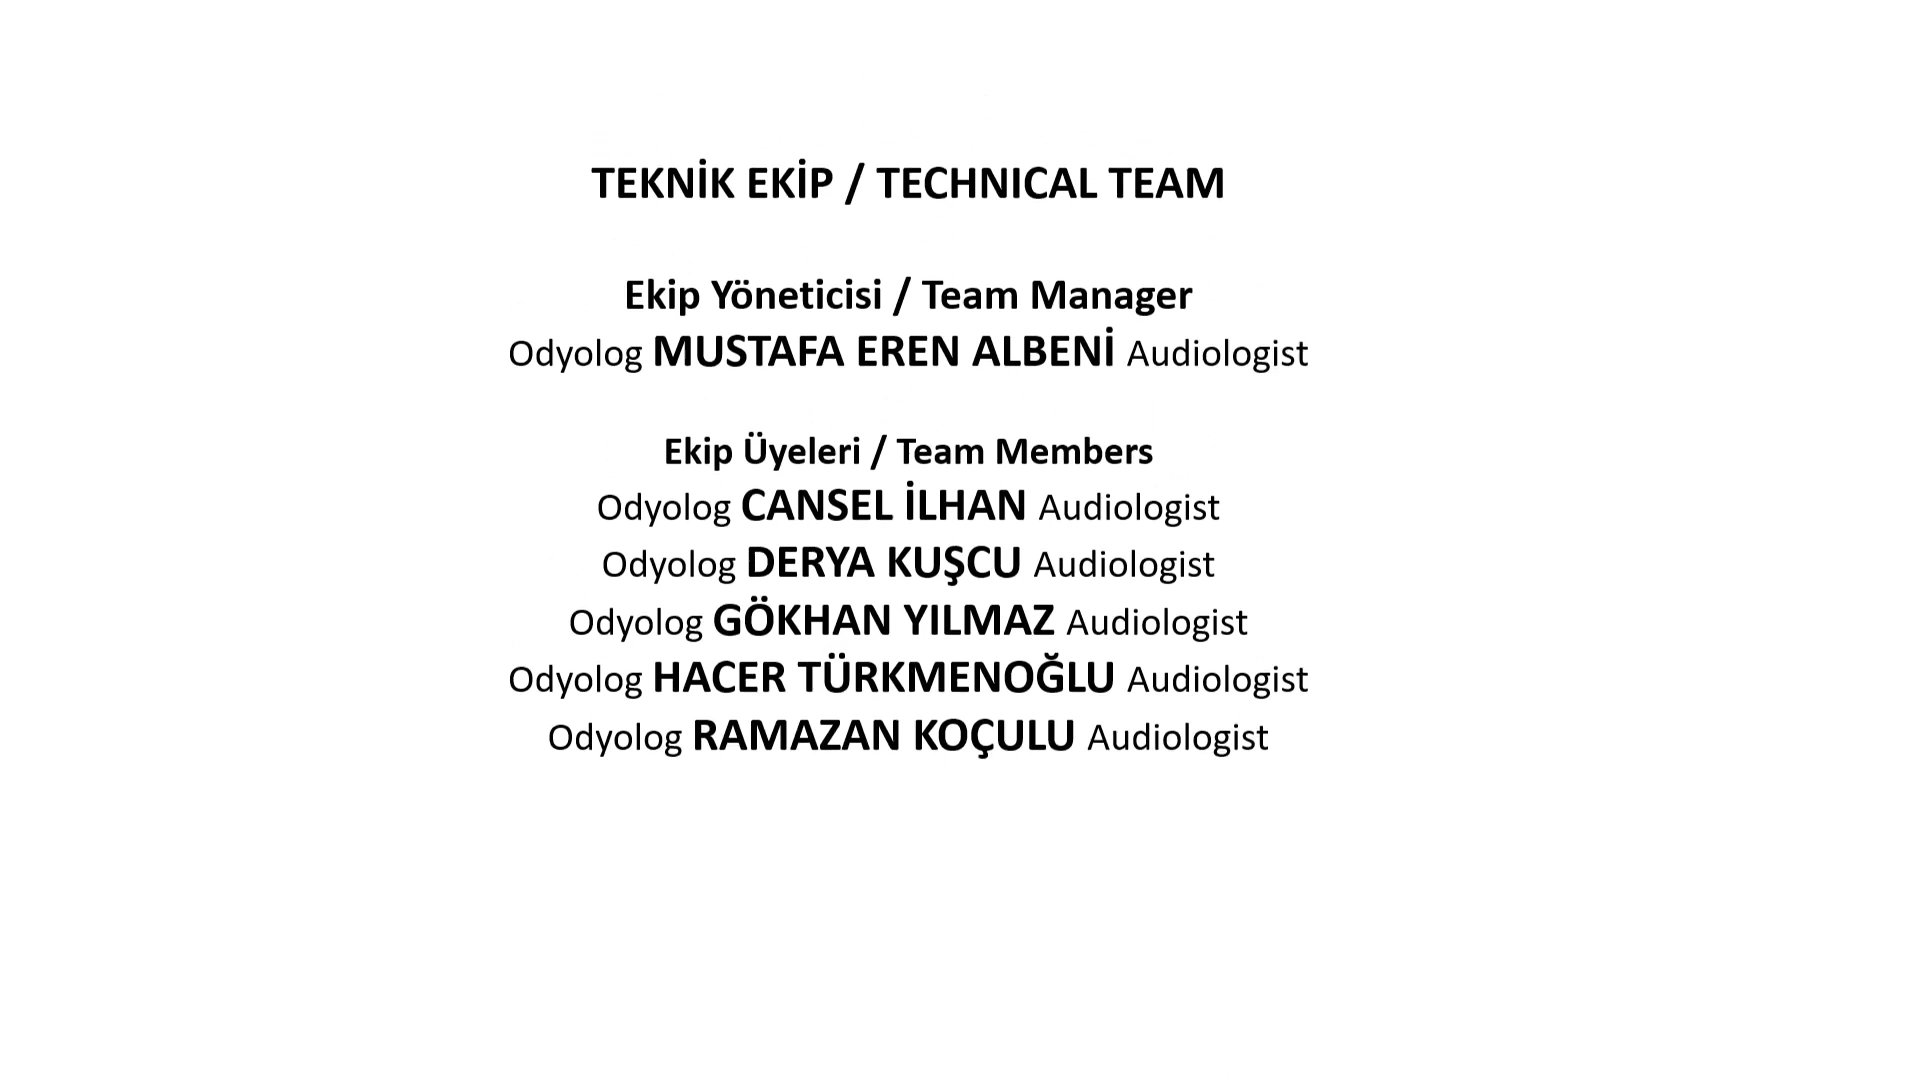 TEKNİK EKİP / TECHNICAL TEAM
Ekip Yöneticisi / Team Manager
Odyolog MUSTAFA EREN ALBENİ Audiologist
Ekip Üyeleri / Team Members
Odyolog CANSEL İLHAN Audiologist
Odyolog DERYA KUŞCU Audiologist
Odyolog GÖKHAN YILMAZ Audiologist
Odyolog HACER TÜRKMENOĞLU Audiologist
Odyolog RAMAZAN KOÇULU Audiologist